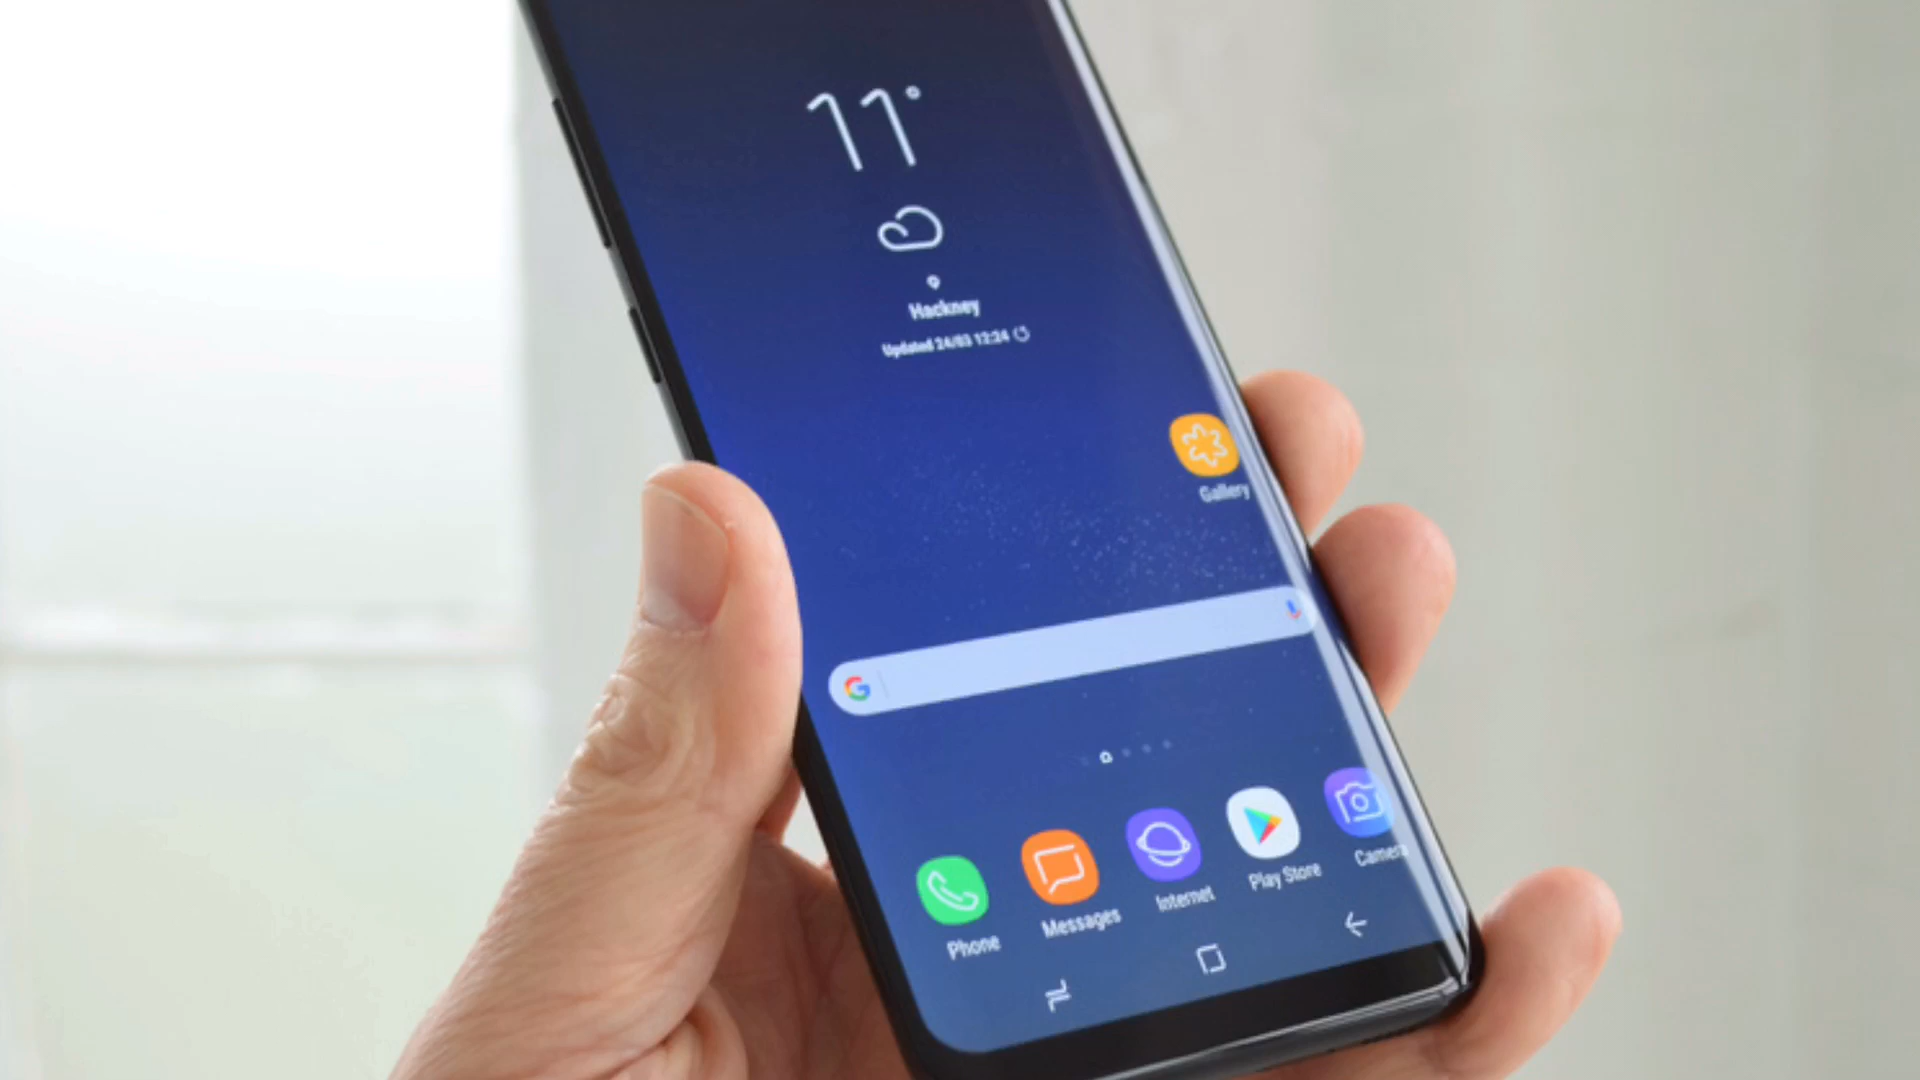 11°
Hackney
Updated 24/03 12:24
Gallery
Phone
Messages
Internet
Play Store
Camera